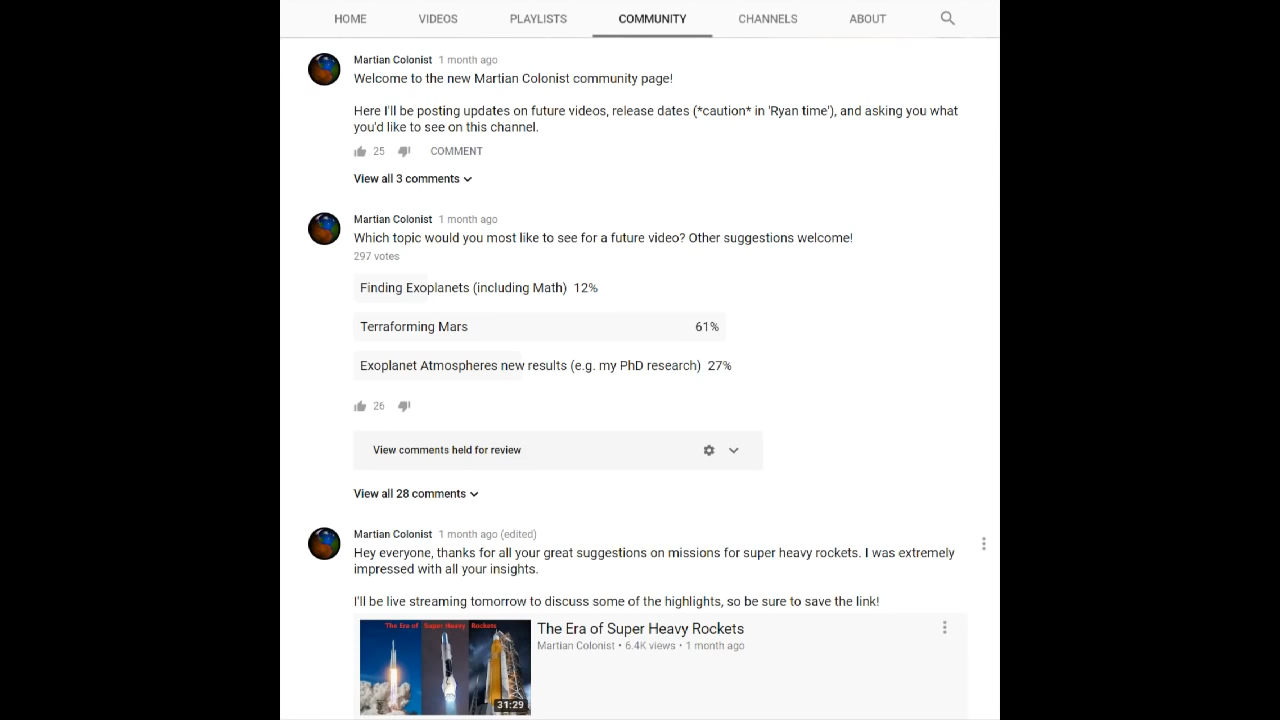 HOME VIDEOS PLAYLISTS COMMUNITY CHANNELS ABOUT
Martian Colonist 1 month ago
Welcome to the new Martian Colonist community page!
Here I'll be posting updates on future videos, release dates (*caution* in 'Ryan time'), and asking you what
you'd like to see on this channel.
25 COMMENT
View all 3 comments
Martian Colonist 1 month ago
Which topic would you most like to see for a future video? Other suggestions welcome!
297 votes
Finding Exoplanets (including Math) 12%
Terraforming Mars 61%
Exoplanet Atmospheres new results (e.g. my PhD research) 27%
26
View comments held for review
View all 28 comments
Martian Colonist 1 month ago (edited)
Hey everyone, thanks for all your great suggestions on missions for super heavy rockets. I was extremely
impressed with all your insights.
I'll be live streaming tomorrow to discuss some of the highlights, so be sure to save the link!
The Era of Super Heavy Rockets
31:29
The Era of Super Heavy Rockets
Martian Colonist • 6.4K views • 1 month ago